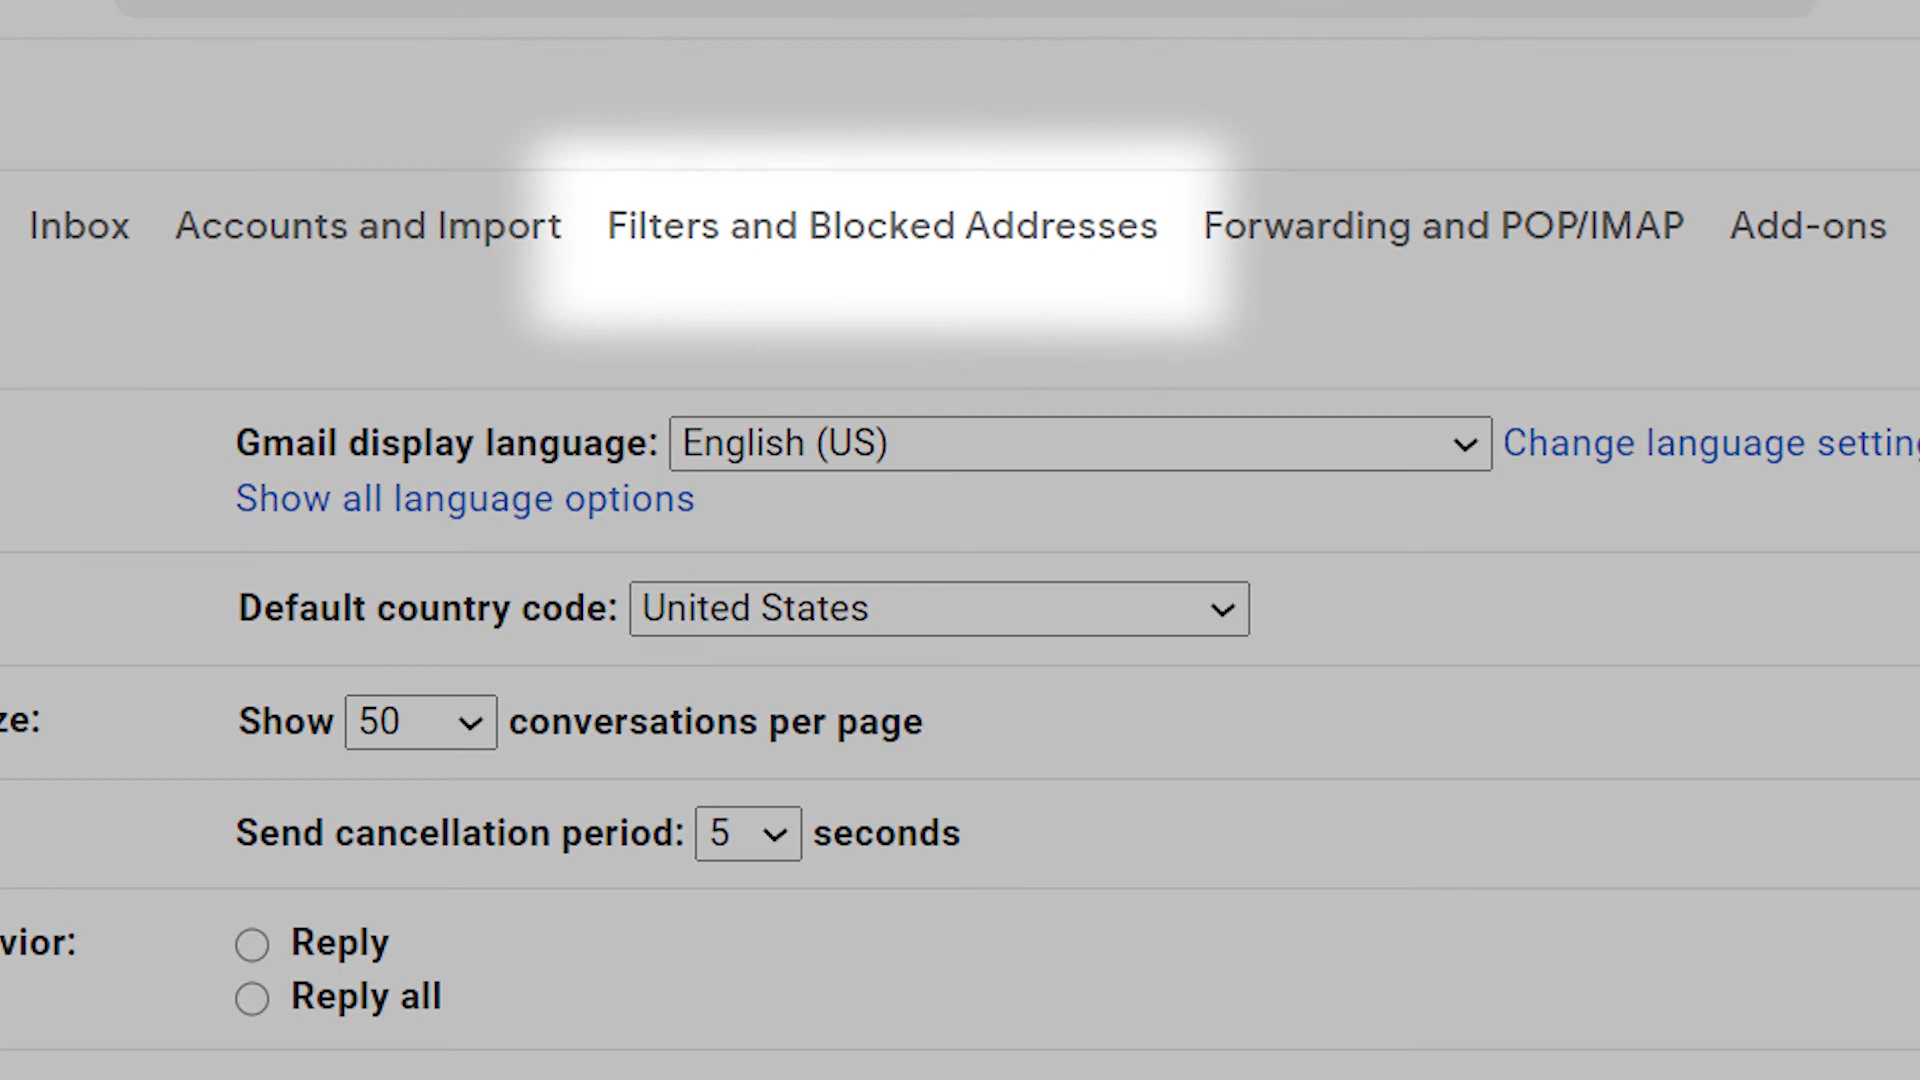 Inbox Accounts and Import Filters and Blocked Addresses Forwarding and POP/IMAP Add-ons
Gmail display language: English (US) Change language settin
Show all language options
Default country code: United States
ze: Show 50 conversations per page
Send cancellation period: 5 seconds
vior: Reply
Reply all